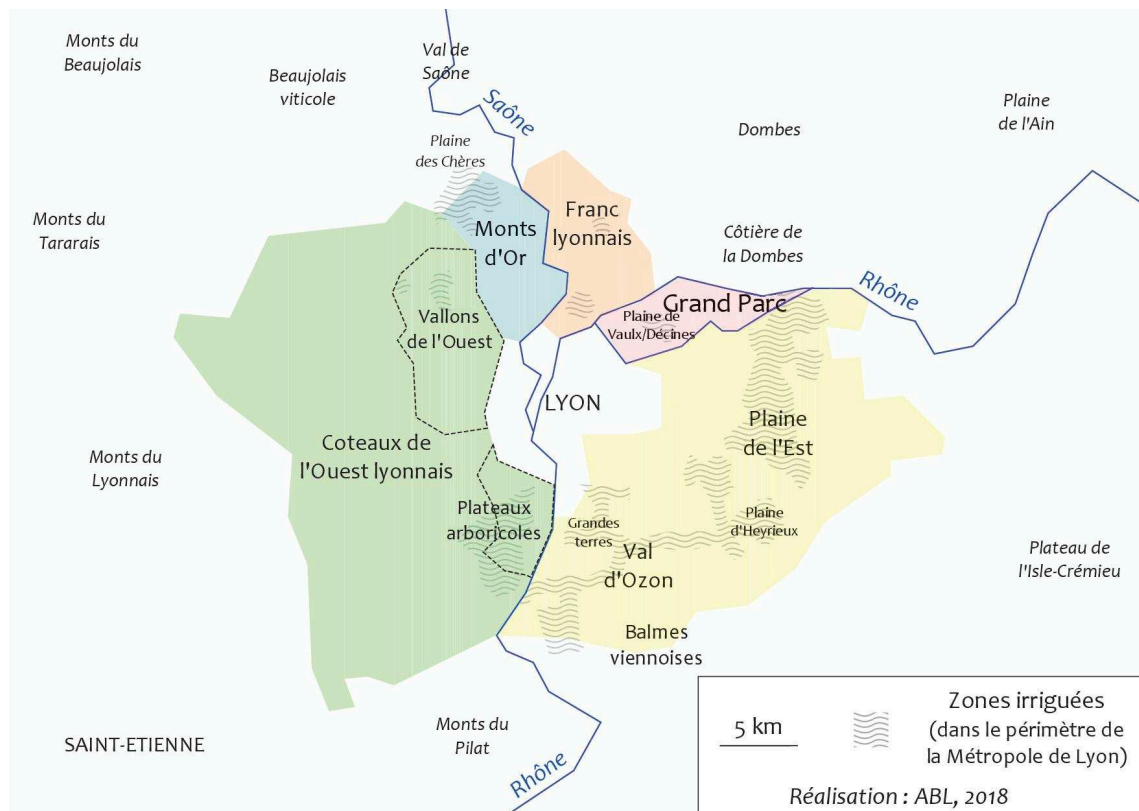 Monts du
Beaujolais
Beaujolais
viticole
Val de
Saône
Saône
Plaine
des Chères
Dombes
Plaine
de l'Ain
Monts du
Tararais
Monts
d'Or
Franc
lyonnais
Côtière de
la Dombes
Rhône
Grand Parc
Plaine de
Vaulx/Décines
Vallons
de l'Ouest
LYON
Plaine
de l'Est
Coteaux de
l'Ouest lyonnais
Monts du
Lyonnais
Plateaux
arboricoles
Grandes
terres
Plaine
d'Heyrieux
Val
d'Ozon
Plateau de
l'Isle-Crémieu
Balmes
viennoises
SAINT-ETIENNE
Monts du
Pilat
Rhône
5 km
Zones irriguées
(dans le périmètre de
la Métropole de Lyon)
Réalisation : ABL, 2018